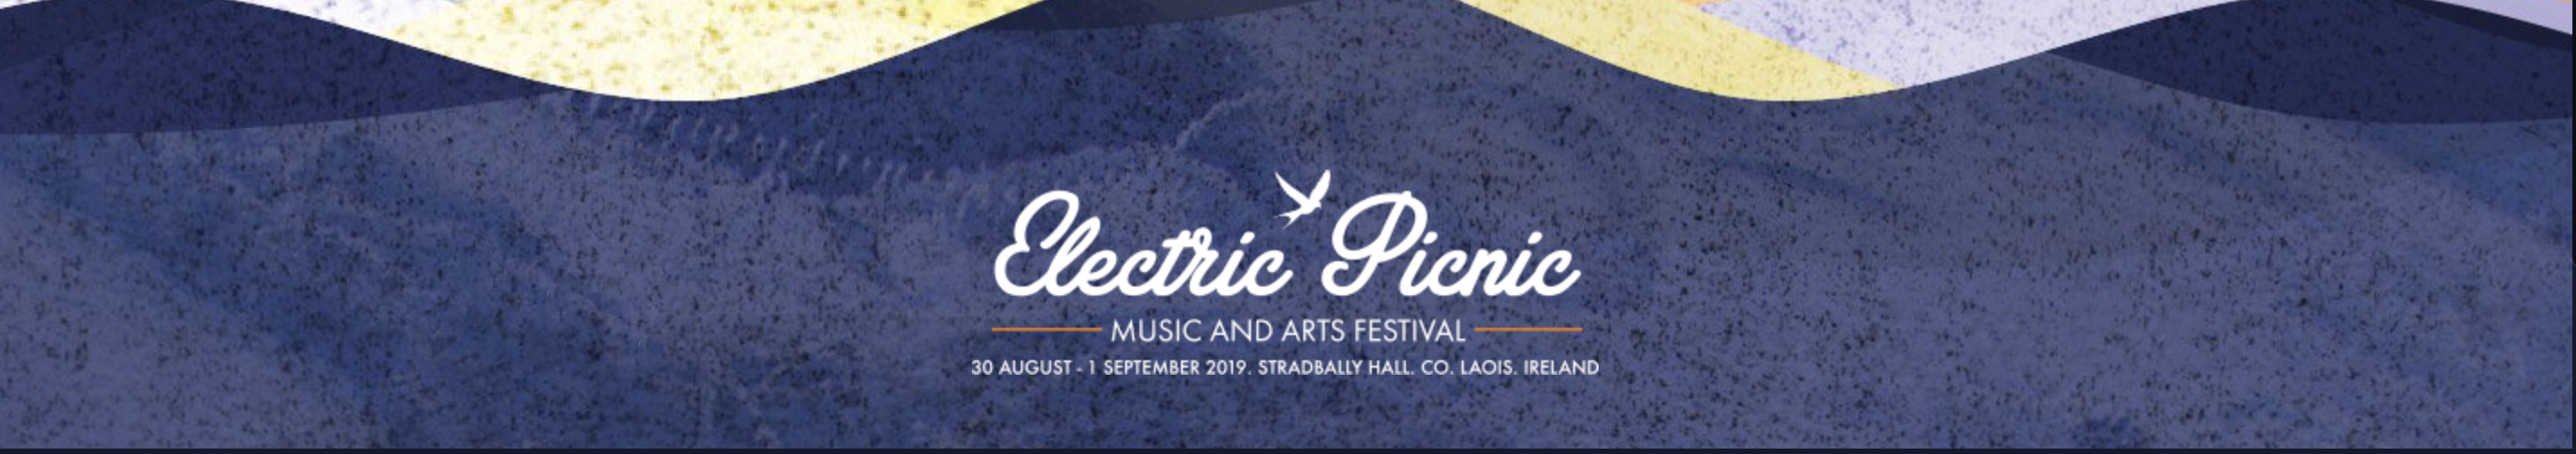 Electric Picnic
MUSIC AND ARTS FESTIVAL
30 AUGUST - 1 SEPTEMBER 2019. STRADBALLY HALL. CO. LAOIS. IRELAND